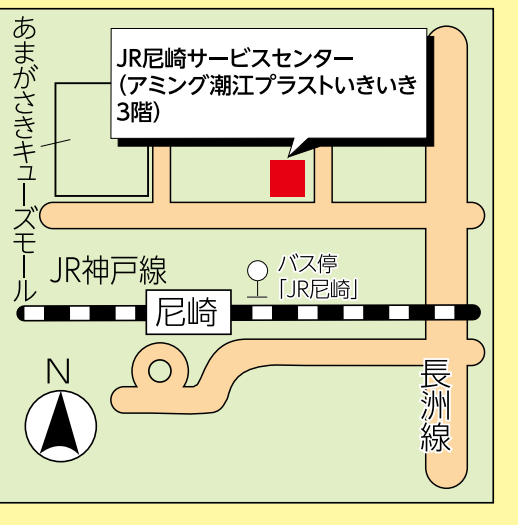 あまがさきキューズモール
JR尼崎サービスセンター
（アミング潮江プラストいきいき
3階）
JR神戸線
バス停
「JR尼崎」
尼崎
長洲線
N